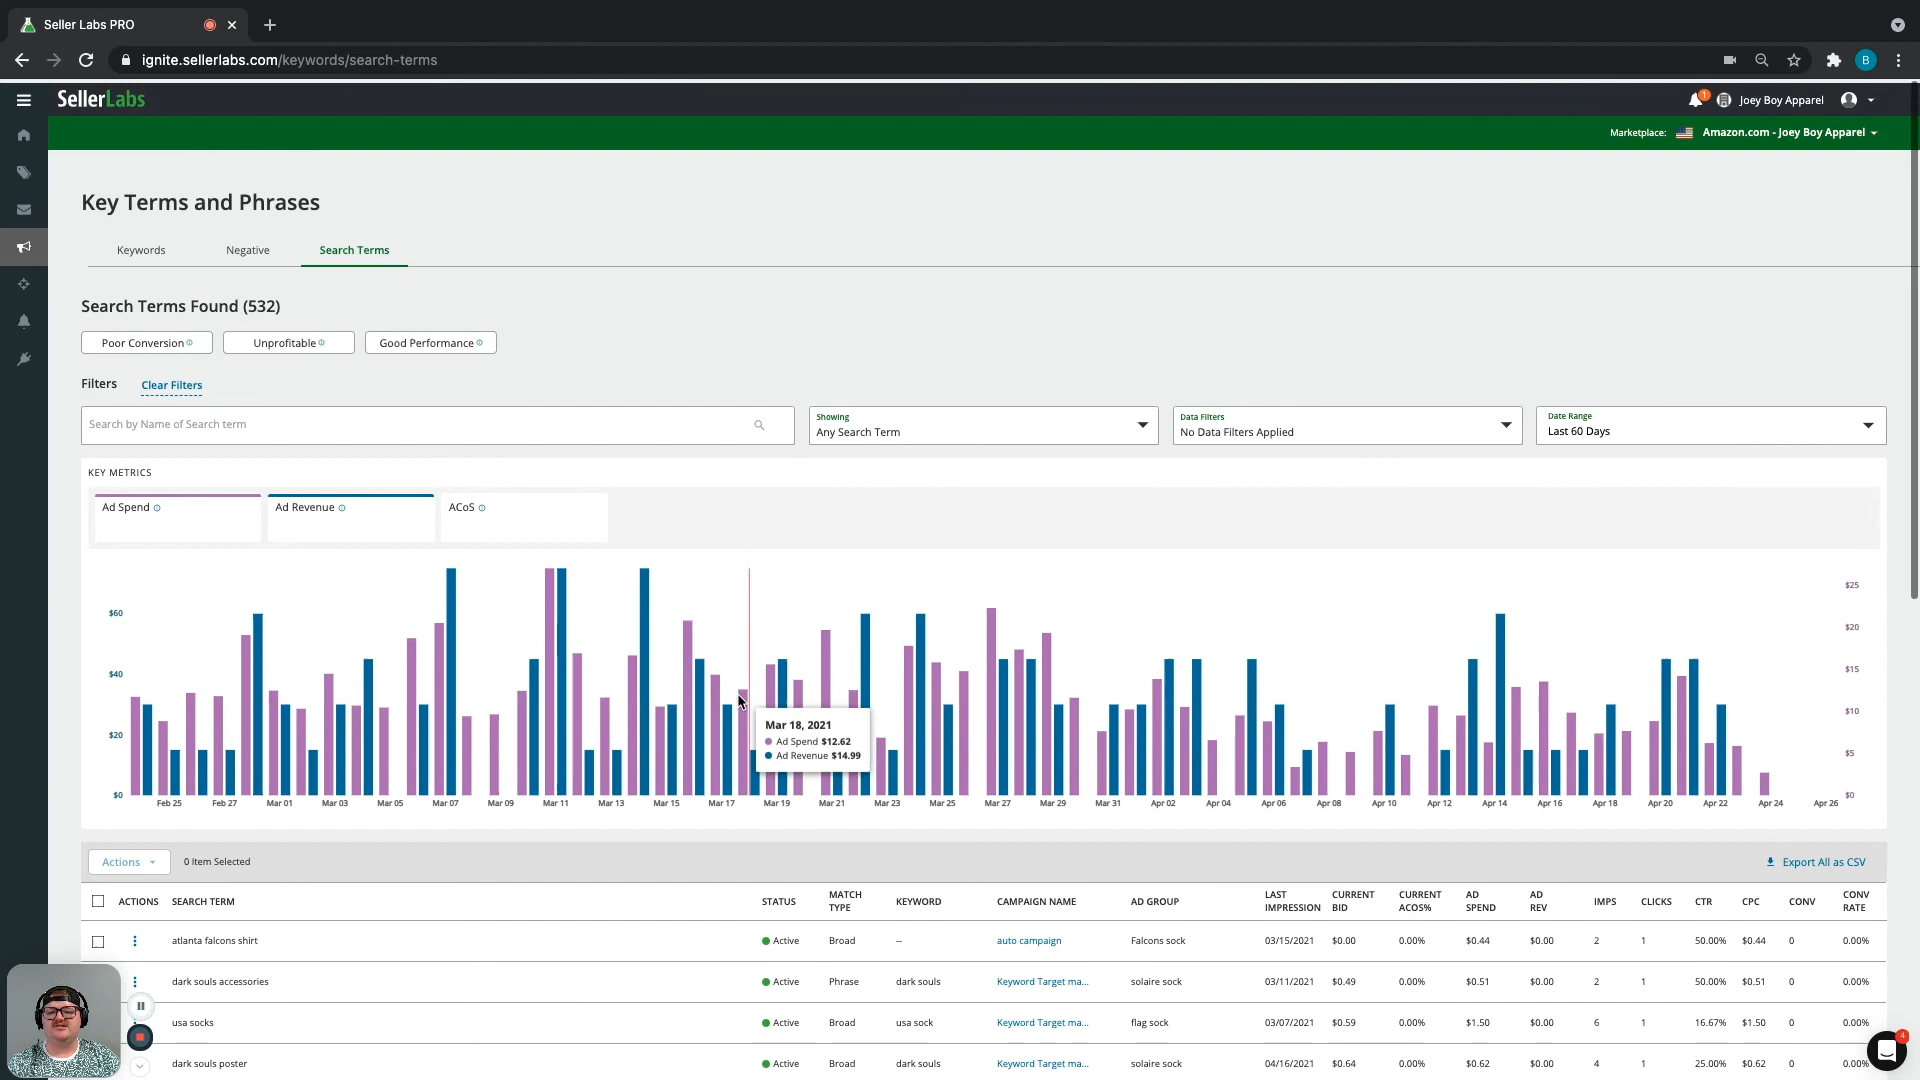 Seller Labs PRO
ignite.sellerlabs.com/keywords/search-terms
B
SellerLabs
1
Joey Boy Apparel
Marketplace: Amazon.com - Joey Boy Apparel
Key Terms and Phrases
Keywords Negative Search Terms
Search Terms Found (532)
Poor Conversion Unprofitable Good Performance
Filters Clear Filters
Search by Name of Search term
Showing
Any Search Term
Data Filters
No Data Filters Applied
Date Range
Last 60 Days
KEY METRICS
Ad Spend Ad Revenue ACoS
$60
$40
$20
$0
$25
$20
$15
$10
$5
$0
Mar 18, 2021
Ad Spend $12.62
Ad Revenue $14.99
Feb 25 Feb 27 Mar 01 Mar 03 Mar 05 Mar 07 Mar 09 Mar 11 Mar 13 Mar 15 Mar 17 Mar 19 Mar 21 Mar 23 Mar 25 Mar 27 Mar 29 Mar 31 Apr 02 Apr 04 Apr 06 Apr 08 Apr 10 Apr 12 Apr 14 Apr 16 Apr 18 Apr 20 Apr 22 Apr 24 Apr 26
Actions 0 Item Selected Export All as CSV
ACTIONS SEARCH TERM STATUS MATCH TYPE KEYWORD CAMPAIGN NAME AD GROUP LAST IMPRESSION CURRENT BID CURRENT ACOS% AD SPEND AD REV IMPS CLICKS CTR CPC CONV CONV RATE
atlanta falcons shirt Active Broad -- auto campaign Falcons sock 03/15/2021 $0.00 0.00% $0.44 $0.00 2 1 50.00% $0.44 0 0.00%
dark souls accessories Active Phrase dark souls Keyword Target ma... solaire sock 03/11/2021 $0.49 0.00% $0.51 $0.00 2 1 50.00% $0.51 0 0.00%
usa socks Active Broad usa sock Keyword Target ma... flag sock 03/07/2021 $0.59 0.00% $1.50 $0.00 6 1 16.67% $1.50 0 0.00%
dark souls poster Active Broad dark souls Keyword Target ma... solaire sock 04/16/2021 $0.64 0.00% $0.62 $0.00 4 1 25.00% $0.62 0 0.00%
4